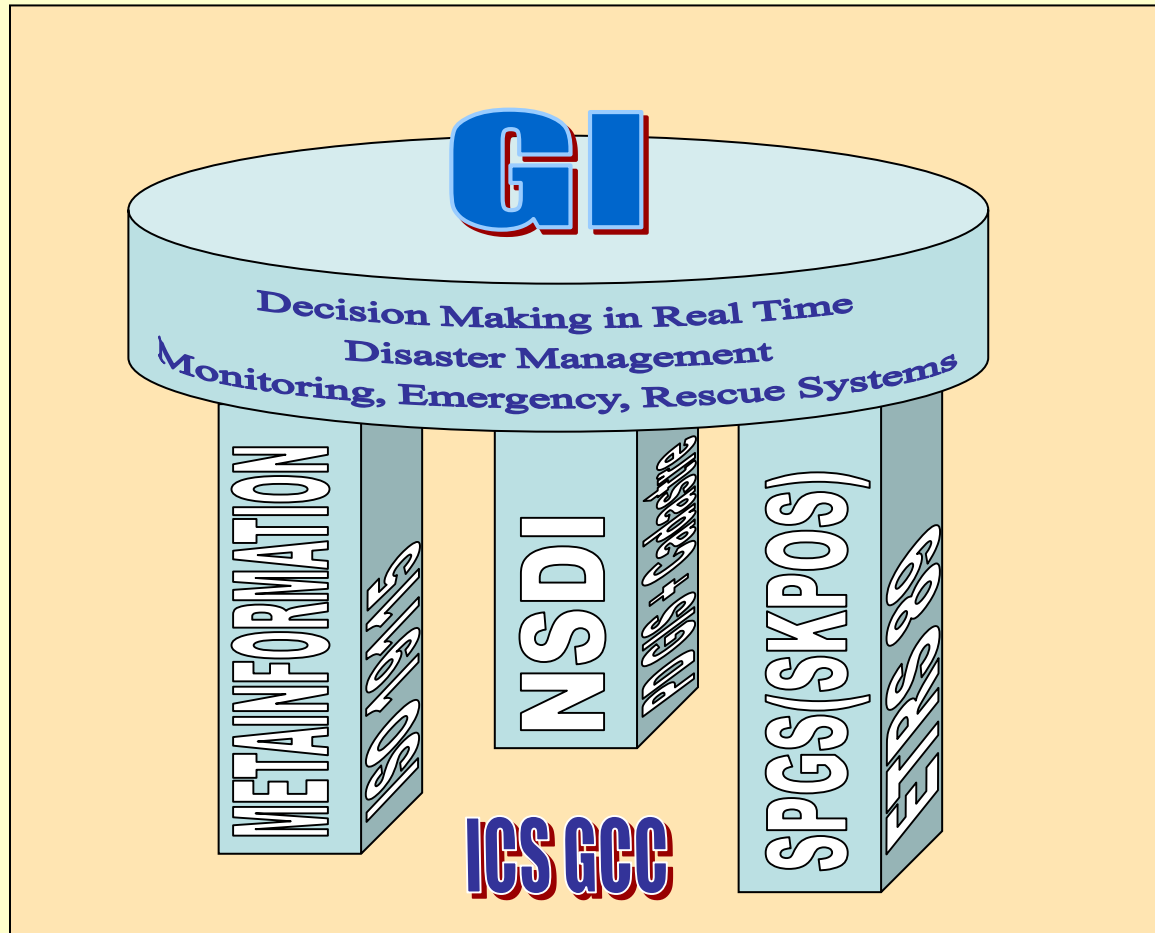 GI
Decision Making in Real Time
Disaster Management
Monitoring, Emergency, Rescue Systems
METAINFORMATION
ISO 19115
NSDI
+ Cadastre
SPGS(SKPOS)
ETRS 89
ICS GCC